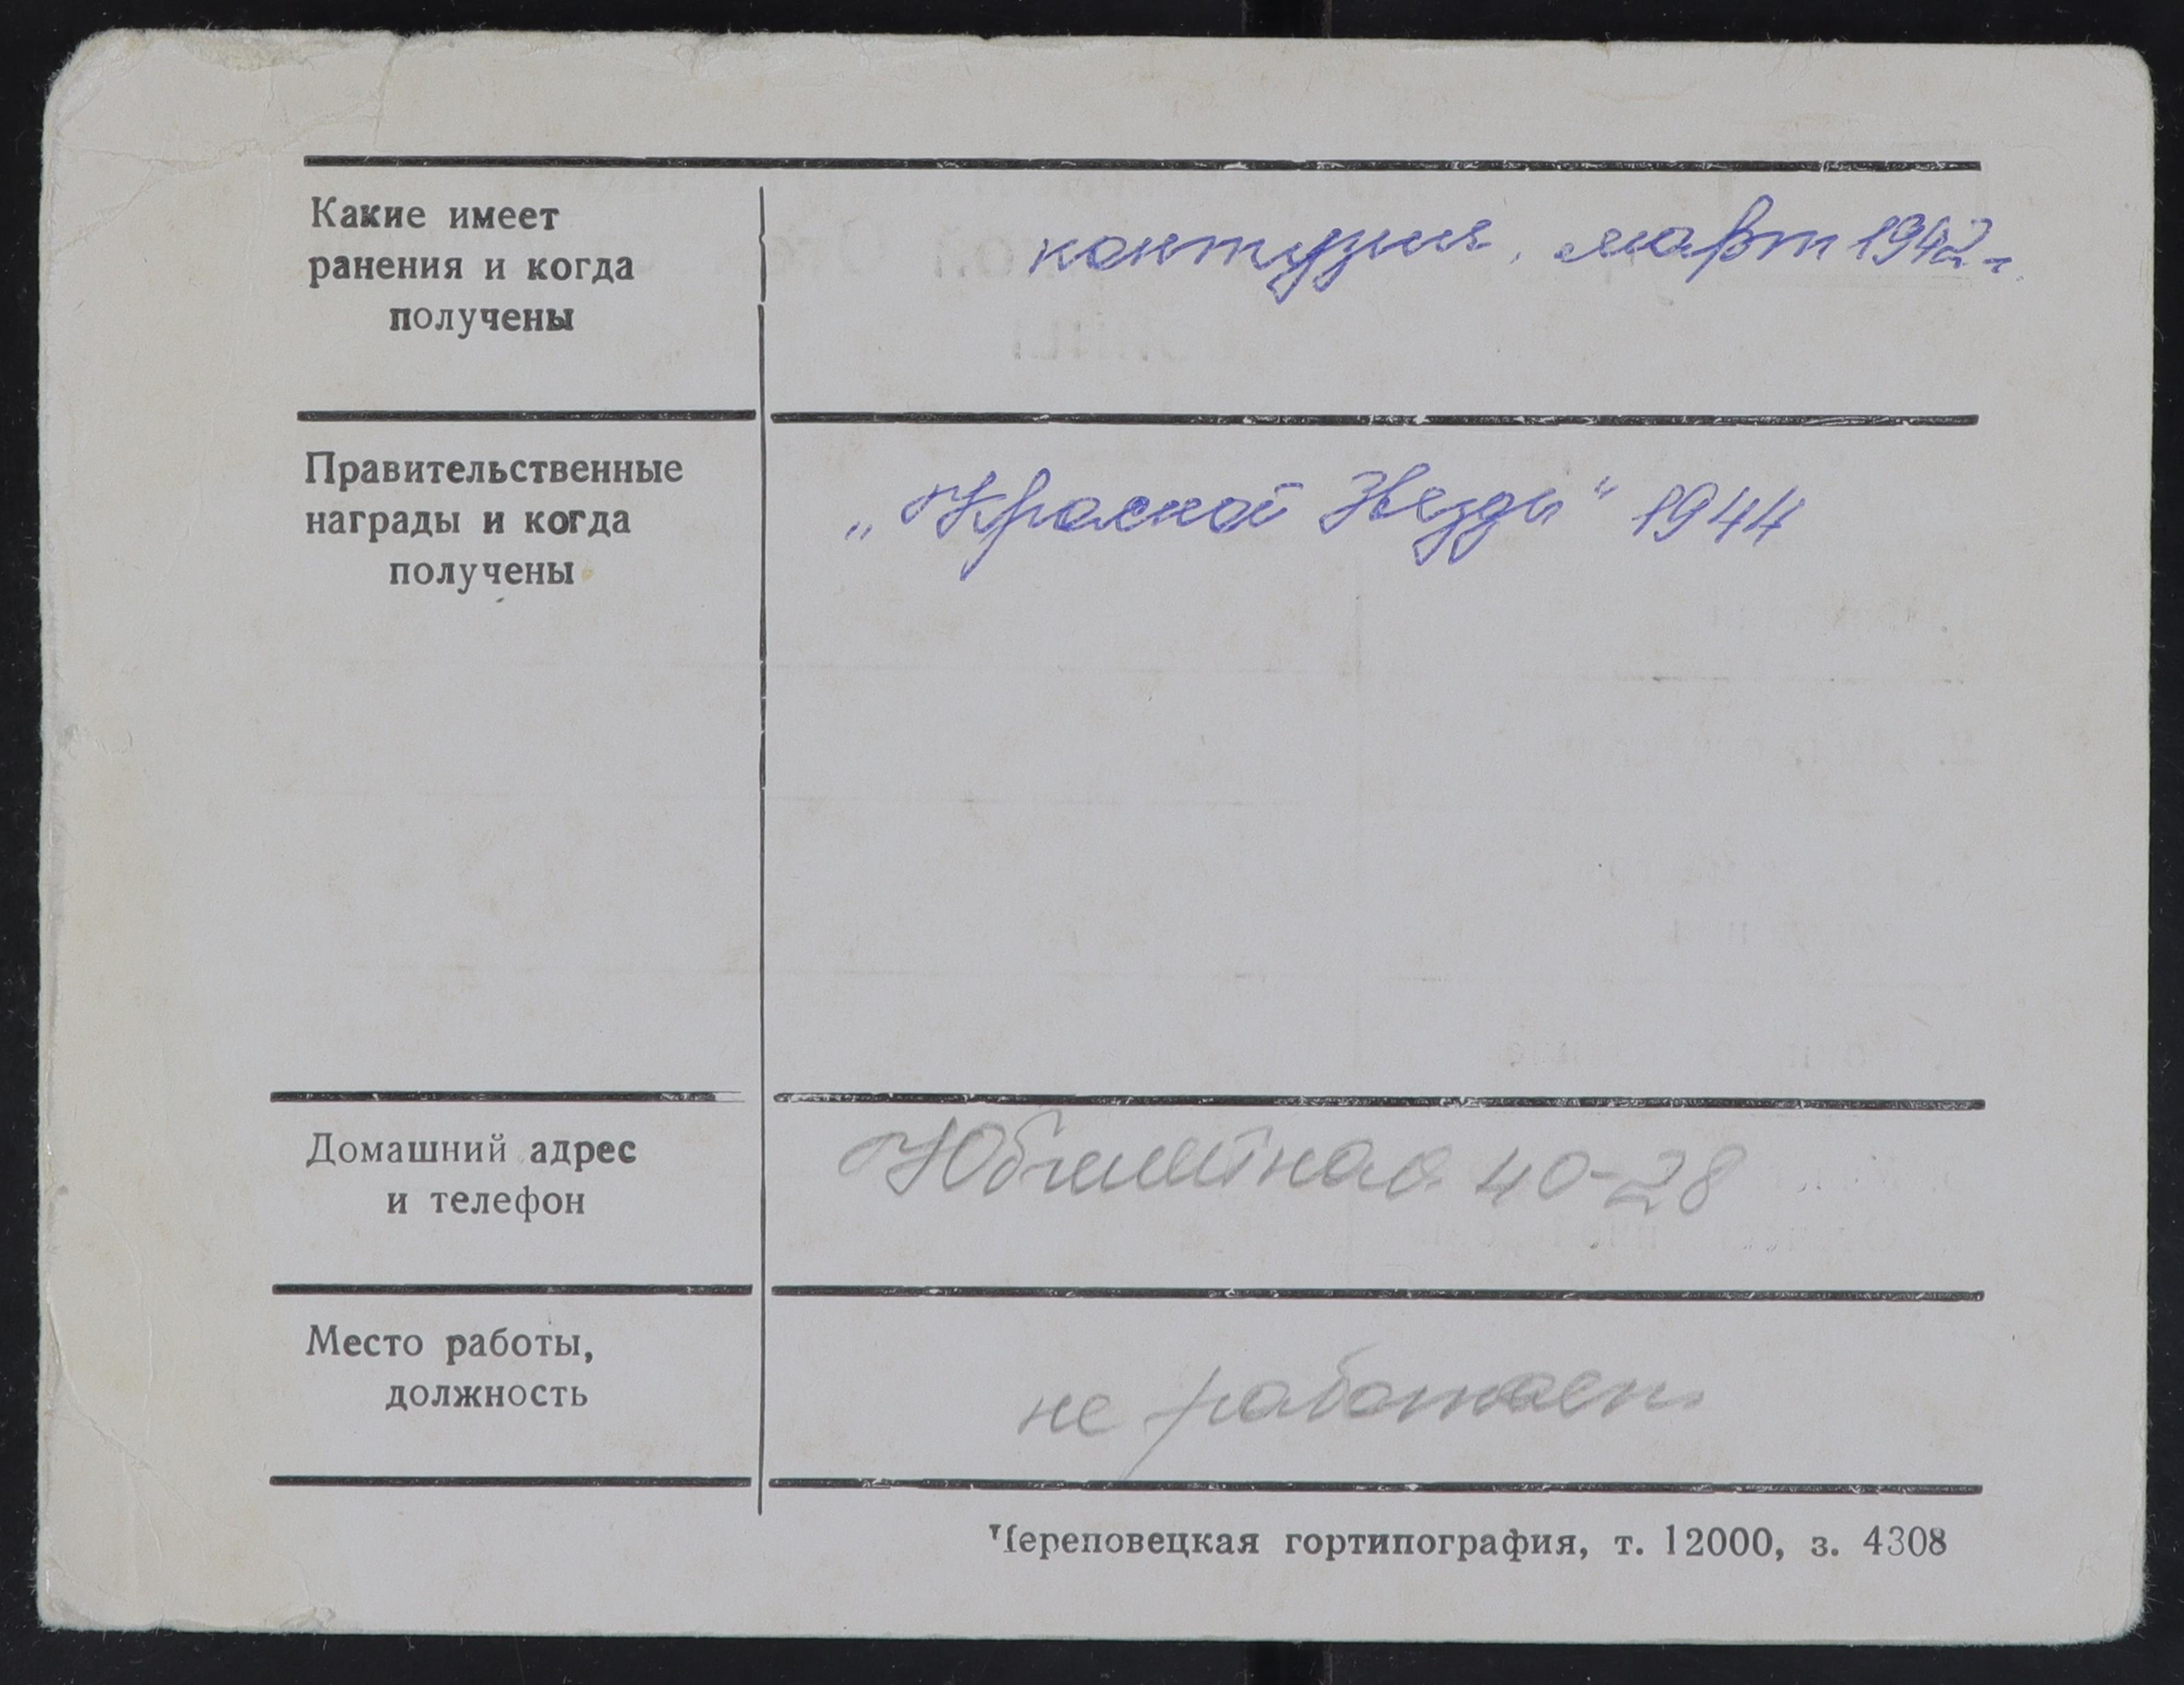 Какие имеет
ранения и когда
получены
контузия, март 1942 г.
Правительственные
награды и когда
получены
„Красной Звезды“ 1944
Домашний адрес
и телефон
Юбилейная 40-28
Место работы,
должность
не работает
Череповецкая гортипография, т. 12000, з. 4308